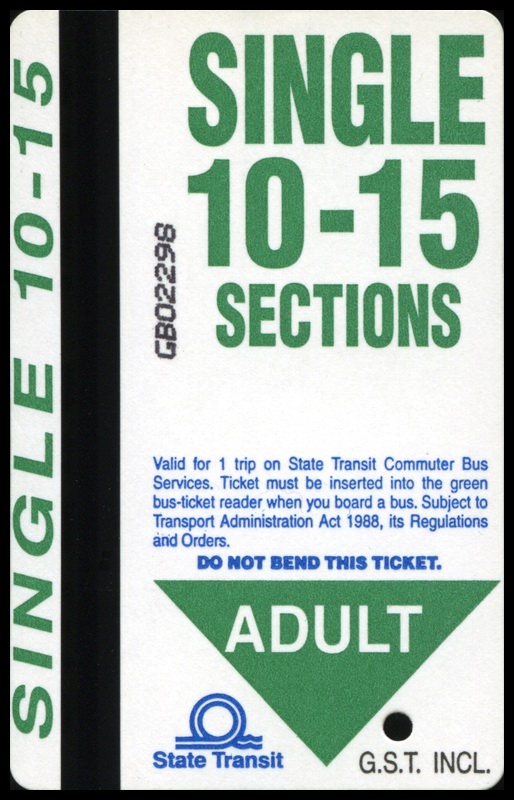 SINGLE 10-15
SINGLE
10-15
SECTIONS
GB02298
Valid for 1 trip on State Transit Commuter Bus
Services. Ticket must be inserted into the green
bus-ticket reader when you board a bus. Subject to
Transport Administration Act 1988, its Regulations
and Orders.
DO NOT BEND THIS TICKET.
ADULT
State Transit
G.S.T. INCL.